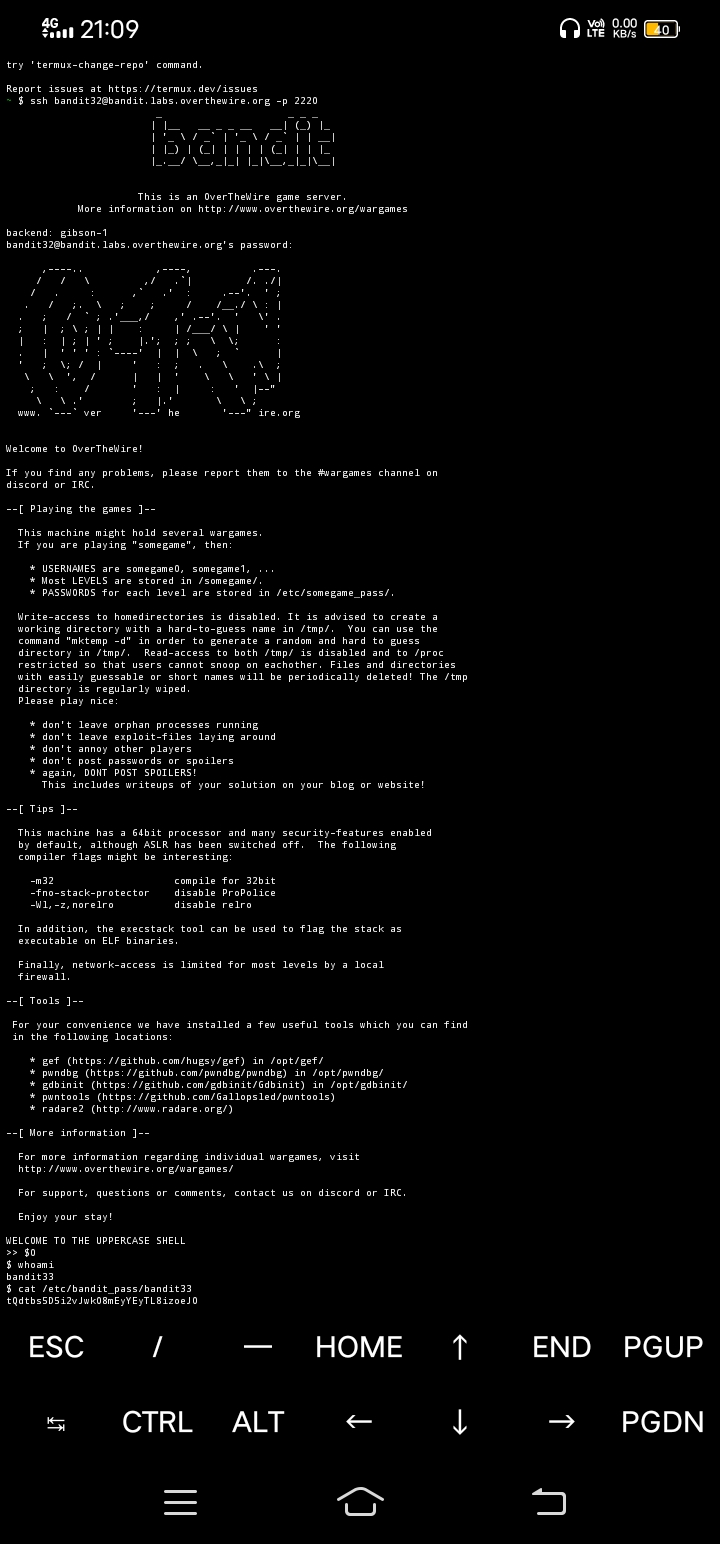 4G 21:09 Vo) LTE 0.00 KB/s 40
try 'termux-change-repo' command.
Report issues at https://termux.dev/issues
~ $ ssh bandit32@bandit.labs.overthewire.org -p 2220
bandit
This is an OverTheWire game server.
More information on http://www.overthewire.org/wargames
backend: gibson-1
bandit32@bandit.labs.overthewire.org's password:
www. `---` ver '---' he '---" ire.org
Welcome to OverTheWire!
If you find any problems, please report them to the #wargames channel on
discord or IRC.
--[ Playing the games ]--
This machine might hold several wargames.
If you are playing "somegame", then:
* USERNAMES are somegame0, somegame1, ...
* Most LEVELS are stored in /somegame/.
* PASSWORDS for each level are stored in /etc/somegame_pass/.
Write-access to homedirectories is disabled. It is advised to create a
working directory with a hard-to-guess name in /tmp/.  You can use the
command "mktemp -d" in order to generate a random and hard to guess
directory in /tmp/.  Read-access to both /tmp/ is disabled and to /proc
restricted so that users cannot snoop on eachother. Files and directories
with easily guessable or short names will be periodically deleted! The /tmp
directory is regularly wiped.
Please play nice:
* don't leave orphan processes running
* don't leave exploit-files laying around
* don't annoy other players
* don't post passwords or spoilers
* again, DONT POST SPOILERS!
This includes writeups of your solution on your blog or website!
--[ Tips ]--
This machine has a 64bit processor and many security-features enabled
by default, although ASLR has been switched off.  The following
compiler flags might be interesting:
-m32 compile for 32bit
-fno-stack-protector disable ProPolice
-Wl,-z,norelro disable relro
In addition, the execstack tool can be used to flag the stack as
executable on ELF binaries.
Finally, network-access is limited for most levels by a local
firewall.
--[ Tools ]--
For your convenience we have installed a few useful tools which you can find
in the following locations:
* gef (https://github.com/hugsy/gef) in /opt/gef/
* pwndbg (https://github.com/pwndbg/pwndbg) in /opt/pwndbg/
* gdbinit (https://github.com/gdbinit/Gdbinit) in /opt/gdbinit/
* pwntools (https://github.com/Gallopsled/pwntools)
* radare2 (http://www.radare.org/)
--[ More information ]--
For more information regarding individual wargames, visit
http://www.overthewire.org/wargames/
For support, questions or comments, contact us on discord or IRC.
Enjoy your stay!
WELCOME TO THE UPPERCASE SHELL
>> $0
$ whoami
bandit33
$ cat /etc/bandit_pass/bandit33
tQdtbs5D5i2vJwkO8mEyYEyTL8izoeJ0
ESC / — HOME ↑ END PGUP
↹ CTRL ALT ← ↓ → PGDN